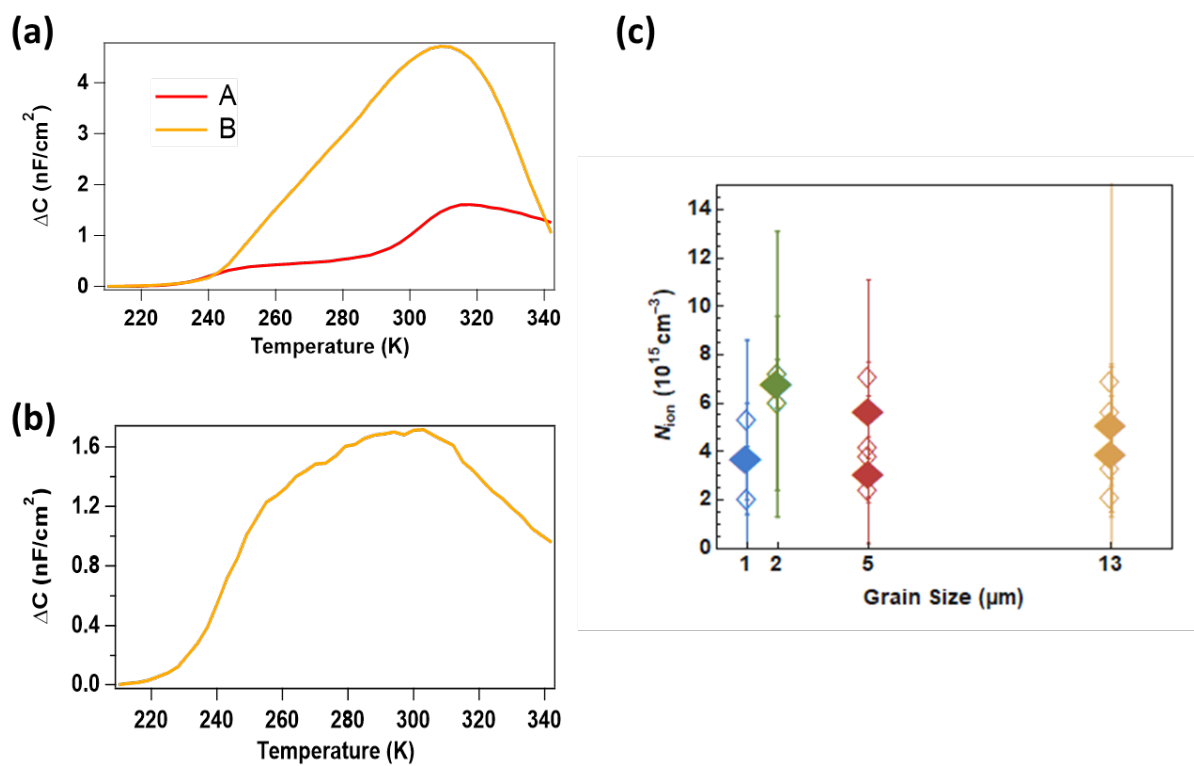 (a)
ΔC (nF/cm²)
4
3
2
1
0
A
B
220 240 260 280 300 320 340
Temperature (K)
(b)
ΔC (nF/cm²)
1.6
1.2
0.8
0.4
0.0
220 240 260 280 300 320 340
Temperature (K)
(c)
Nion (10¹⁵ cm⁻³)
14
12
10
8
6
4
2
0
1 2 5 13
Grain Size (µm)